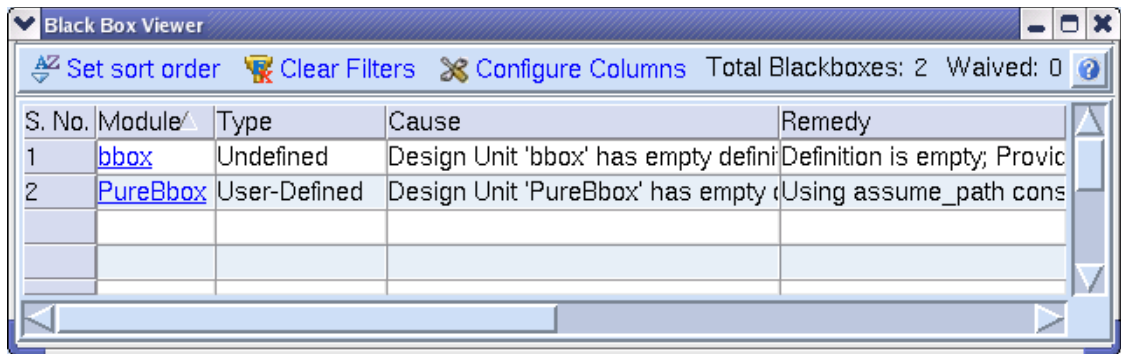 Black Box Viewer
Set sort order Clear Filters Configure Columns Total Blackboxes: 2 Waived: 0
S. No. Module Type Cause Remedy
1 bbox Undefined Design Unit 'bbox' has empty defini Definition is empty; Provic
2 PureBbox User-Defined Design Unit 'PureBbox' has empty Using assume_path cons